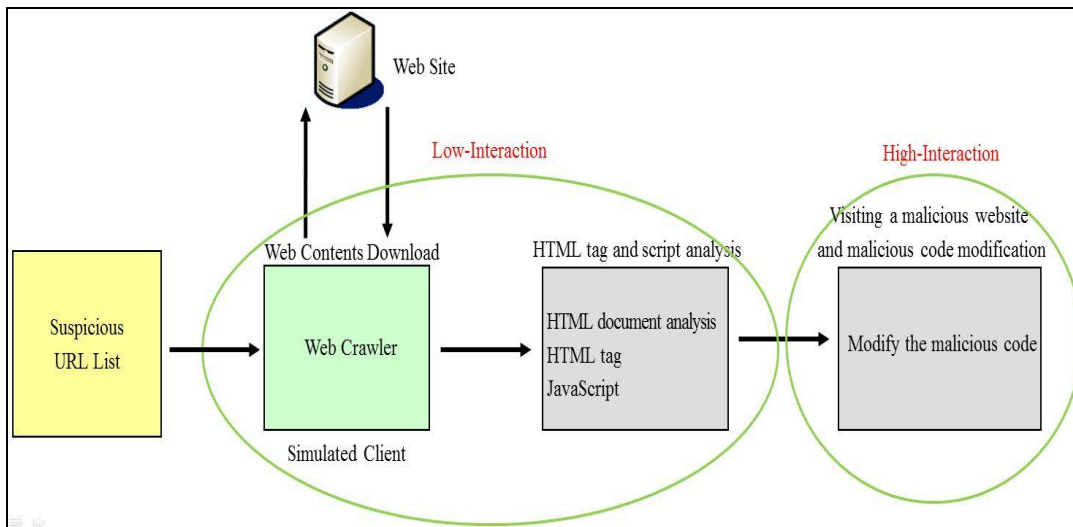 Web Site
Low-Interaction
High-Interaction
Visiting a malicious website
and malicious code modification
Web Contents Download
HTML tag and script analysis
Suspicious
URL List
Web Crawler
HTML document analysis
HTML tag
JavaScript
Modify the malicious code
Simulated Client